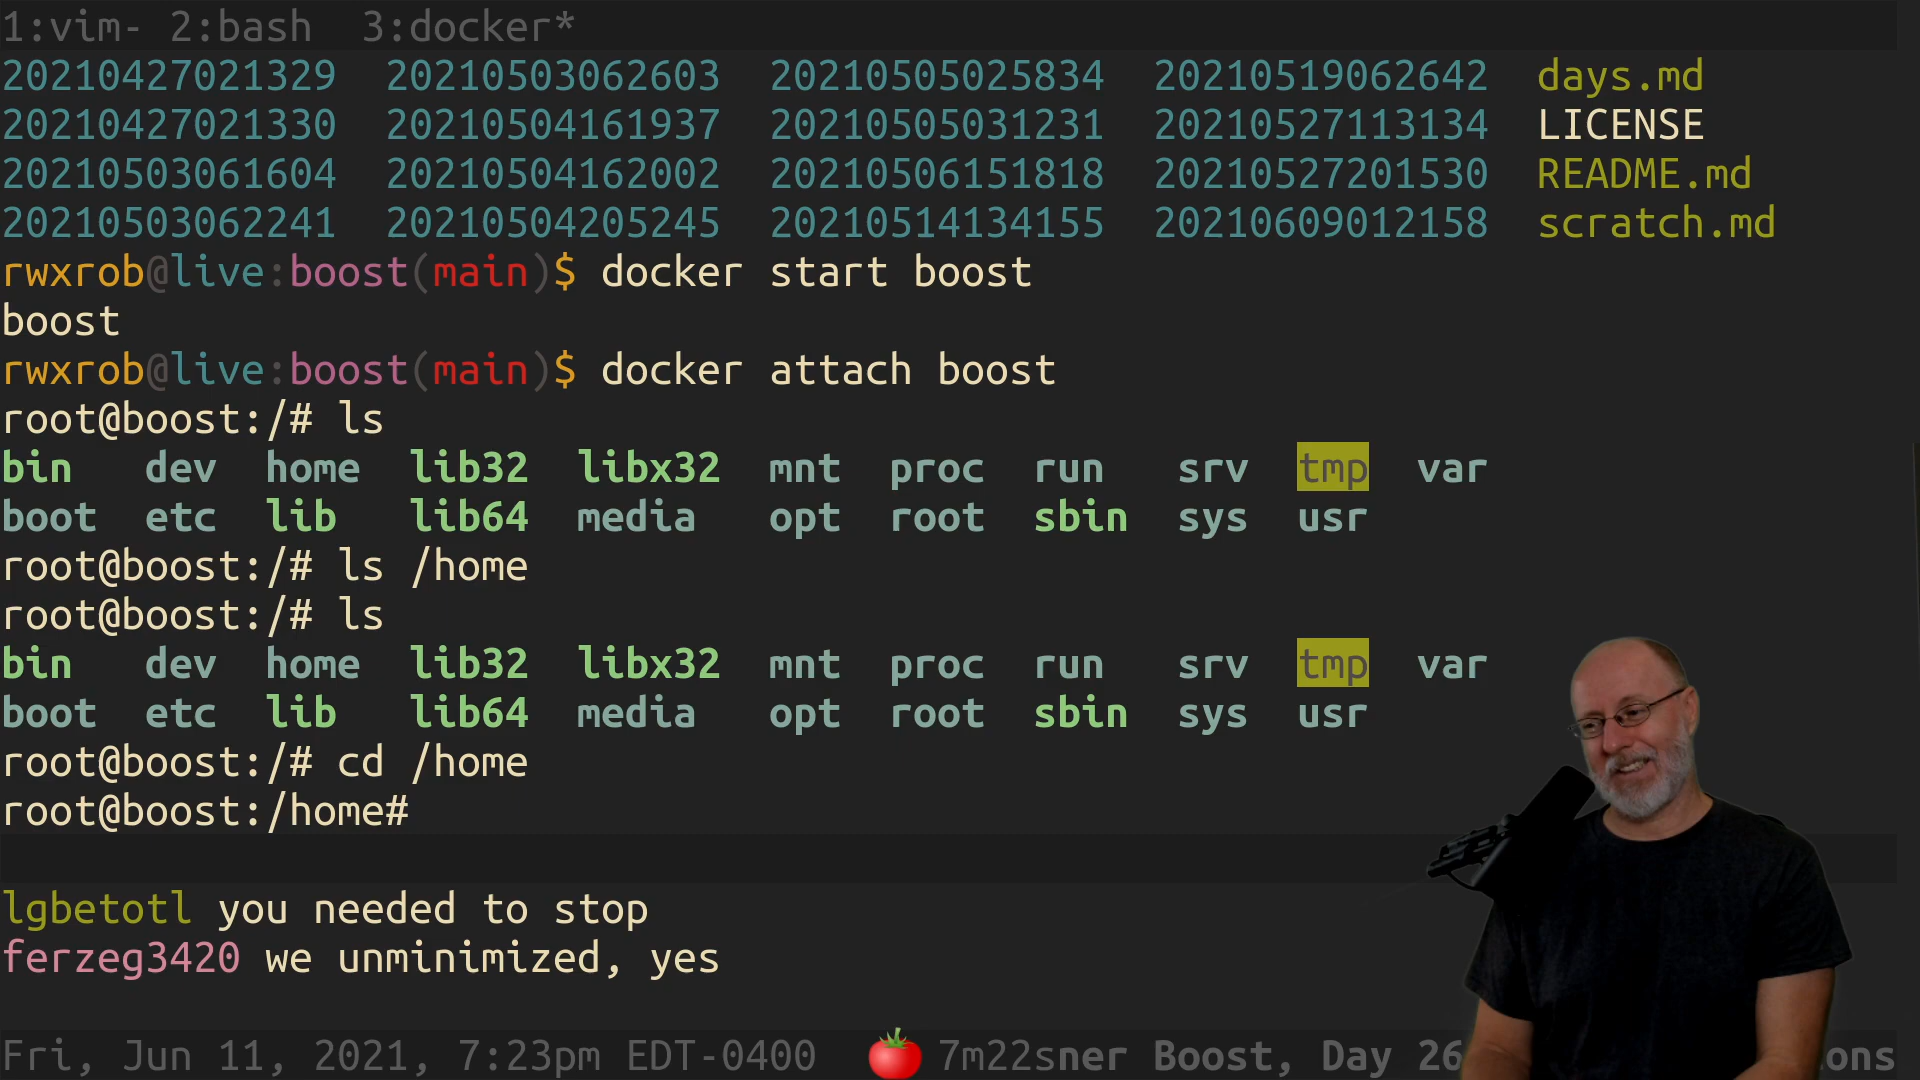 1:vim- 2:bash  3:docker*
20210427021329  20210503062603  20210505025834  20210519062642  days.md
20210427021330  20210504161937  20210505031231  20210527113134  LICENSE
20210503061604  20210504162002  20210506151818  20210527201530  README.md
20210503062241  20210504205245  20210514134155  20210609012158  scratch.md
rwxrob@live:boost(main)$ docker start boost
boost
rwxrob@live:boost(main)$ docker attach boost
root@boost:/# ls
bin   dev  home  lib32  libx32  mnt  proc  run   srv  tmp  var
boot  etc  lib   lib64  media   opt  root  sbin  sys  usr
root@boost:/# ls /home
root@boost:/# ls
bin   dev  home  lib32  libx32  mnt  proc  run   srv  tmp  var
boot  etc  lib   lib64  media   opt  root  sbin  sys  usr
root@boost:/# cd /home
root@boost:/home#
lgbetotl you needed to stop
ferzeg3420 we unminimized, yes
Fri, Jun 11, 2021, 7:23pm EDT-0400 🍅 7m22sner Boost, Day 26 ons